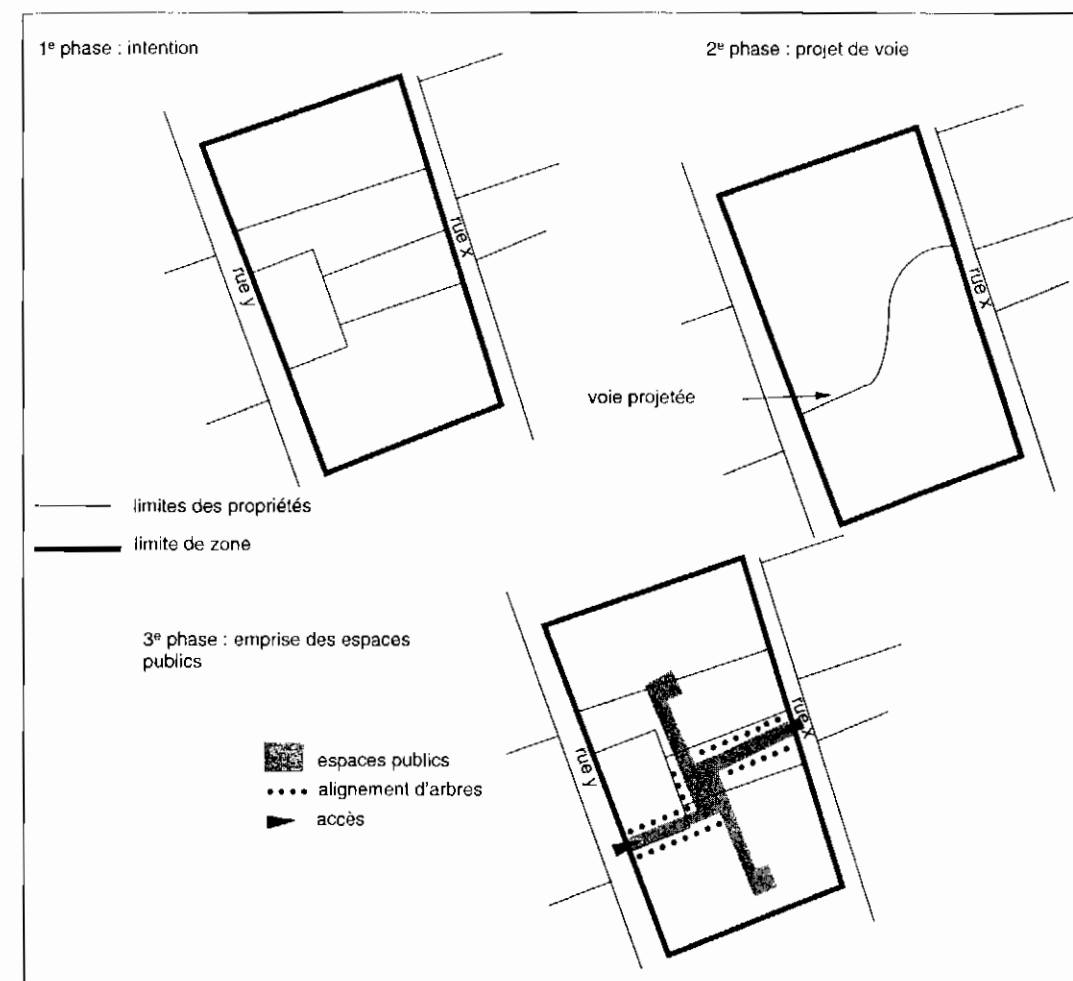 1e phase : intention
2e phase : projet de voie
rue x
rue y
rue x
voie projetée
limites des propriétés
limite de zone
3e phase : emprise des espaces
publics
rue x
rue y
espaces publics
alignement d'arbres
accès